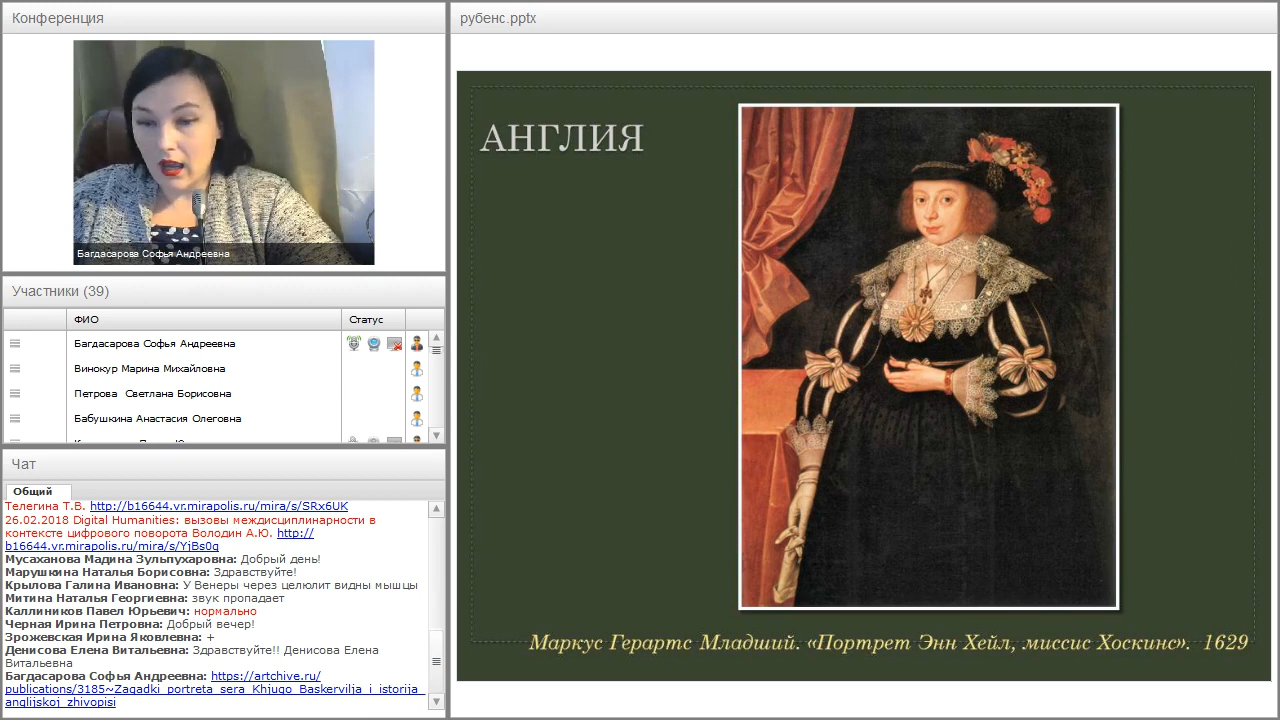 Конференция
Багдасарова Софья Андреевна
Участники (39)
ФИО
Статус
Багдасарова Софья Андреевна
Винокур Марина Михайловна
Петрова Светлана Борисовна
Бабушкина Анастасия Олеговна
Чат
Общий
Телегина Т.В. http://b16644.vr.mirapolis.ru/mira/s/SRx6UK
26.02.2018 Digital Humanities: вызовы междисциплинарности в
контексте цифрового поворота Володин А.Ю. http://
b16644.vr.mirapolis.ru/mira/s/YjBs0q
Мусаханова Мадина Зульпухаровна: Добрый день!
Марушкина Наталья Борисовна: Здравствуйте!
Крылова Галина Ивановна: У Венеры через целюлит видны мышцы
Митина Наталья Георгиевна: звук пропадает
Каллиников Павел Юрьевич: нормально
Черная Ирина Петровна: Добрый вечер!
Зрожевская Ирина Яковлевна: +
Денисова Елена Витальевна: Здравствуйте!! Денисова Елена
Витальевна
Багдасарова Софья Андреевна: https://artchive.ru/
publications/3185~Zagadki_portreta_sera_Khjugo_Baskervilja_i_istorija_
anglijskoj_zhivopisi
рубенс.pptx
АНГЛИЯ
Маркус Герартс Младший. «Портрет Энн Хейл, миссис Хоскинс». 1629